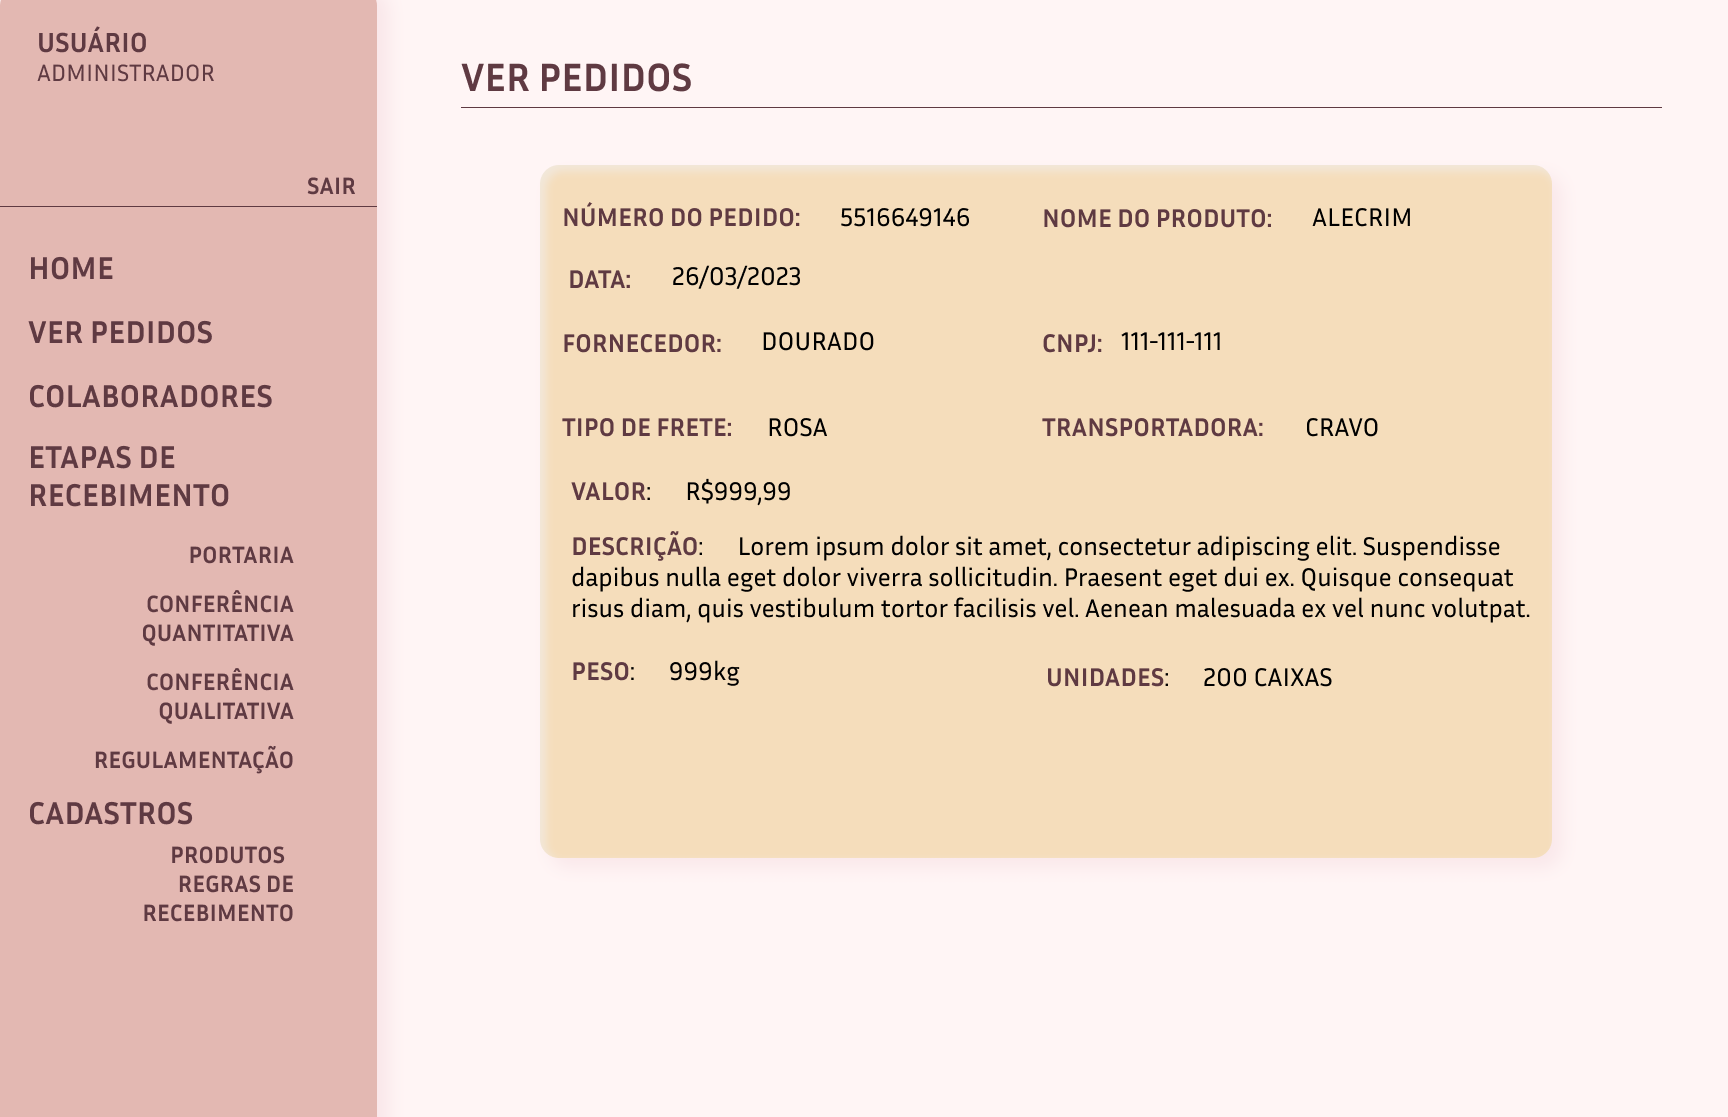 USUÁRIO
ADMINISTRADOR
SAIR
HOME
VER PEDIDOS
COLABORADORES
ETAPAS DE
RECEBIMENTO
PORTARIA
CONFERÊNCIA
QUANTITATIVA
CONFERÊNCIA
QUALITATIVA
REGULAMENTAÇÃO
CADASTROS
PRODUTOS
REGRAS DE
RECEBIMENTO
VER PEDIDOS
NÚMERO DO PEDIDO: 5516649146 NOME DO PRODUTO: ALECRIM
DATA: 26/03/2023
FORNECEDOR: DOURADO CNPJ: 111-111-111
TIPO DE FRETE: ROSA TRANSPORTADORA: CRAVO
VALOR: R$999,99
DESCRIÇÃO: Lorem ipsum dolor sit amet, consectetur adipiscing elit. Suspendisse
dapibus nulla eget dolor viverra sollicitudin. Praesent eget dui ex. Quisque consequat
risus diam, quis vestibulum tortor facilisis vel. Aenean malesuada ex vel nunc volutpat.
PESO: 999kg UNIDADES: 200 CAIXAS